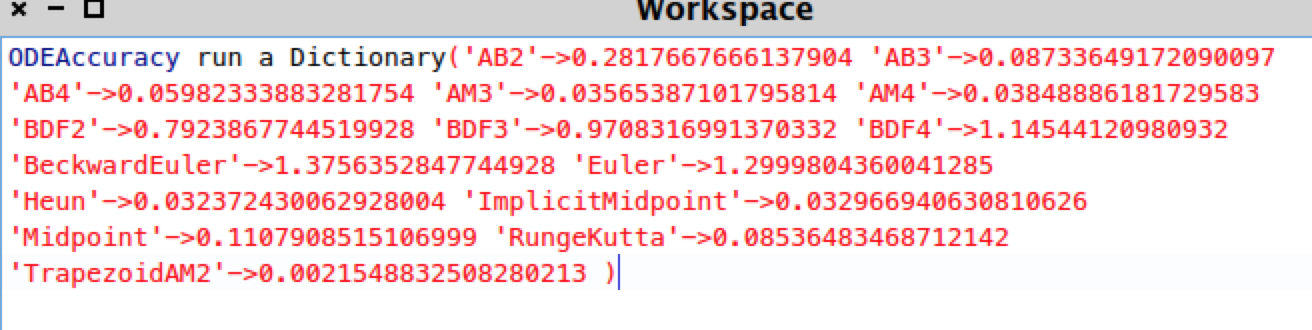 Workspace
ODEAccuracy run a Dictionary('AB2'->0.2817667666137904 'AB3'->0.08733649172090097
'AB4'->0.05982333883281754 'AM3'->0.03565387101795814 'AM4'->0.03848886181729583
'BDF2'->0.7923867744519928 'BDF3'->0.9708316991370332 'BDF4'->1.14544120980932
'BeckwardEuler'->1.3756352847744928 'Euler'->1.2999804360041285
'Heun'->0.032372430062928004 'ImplicitMidpoint'->0.032966940630810626
'Midpoint'->0.1107908515106999 'RungeKutta'->0.08536483468712142
'TrapezoidAM2'->0.0021548832508280213 )